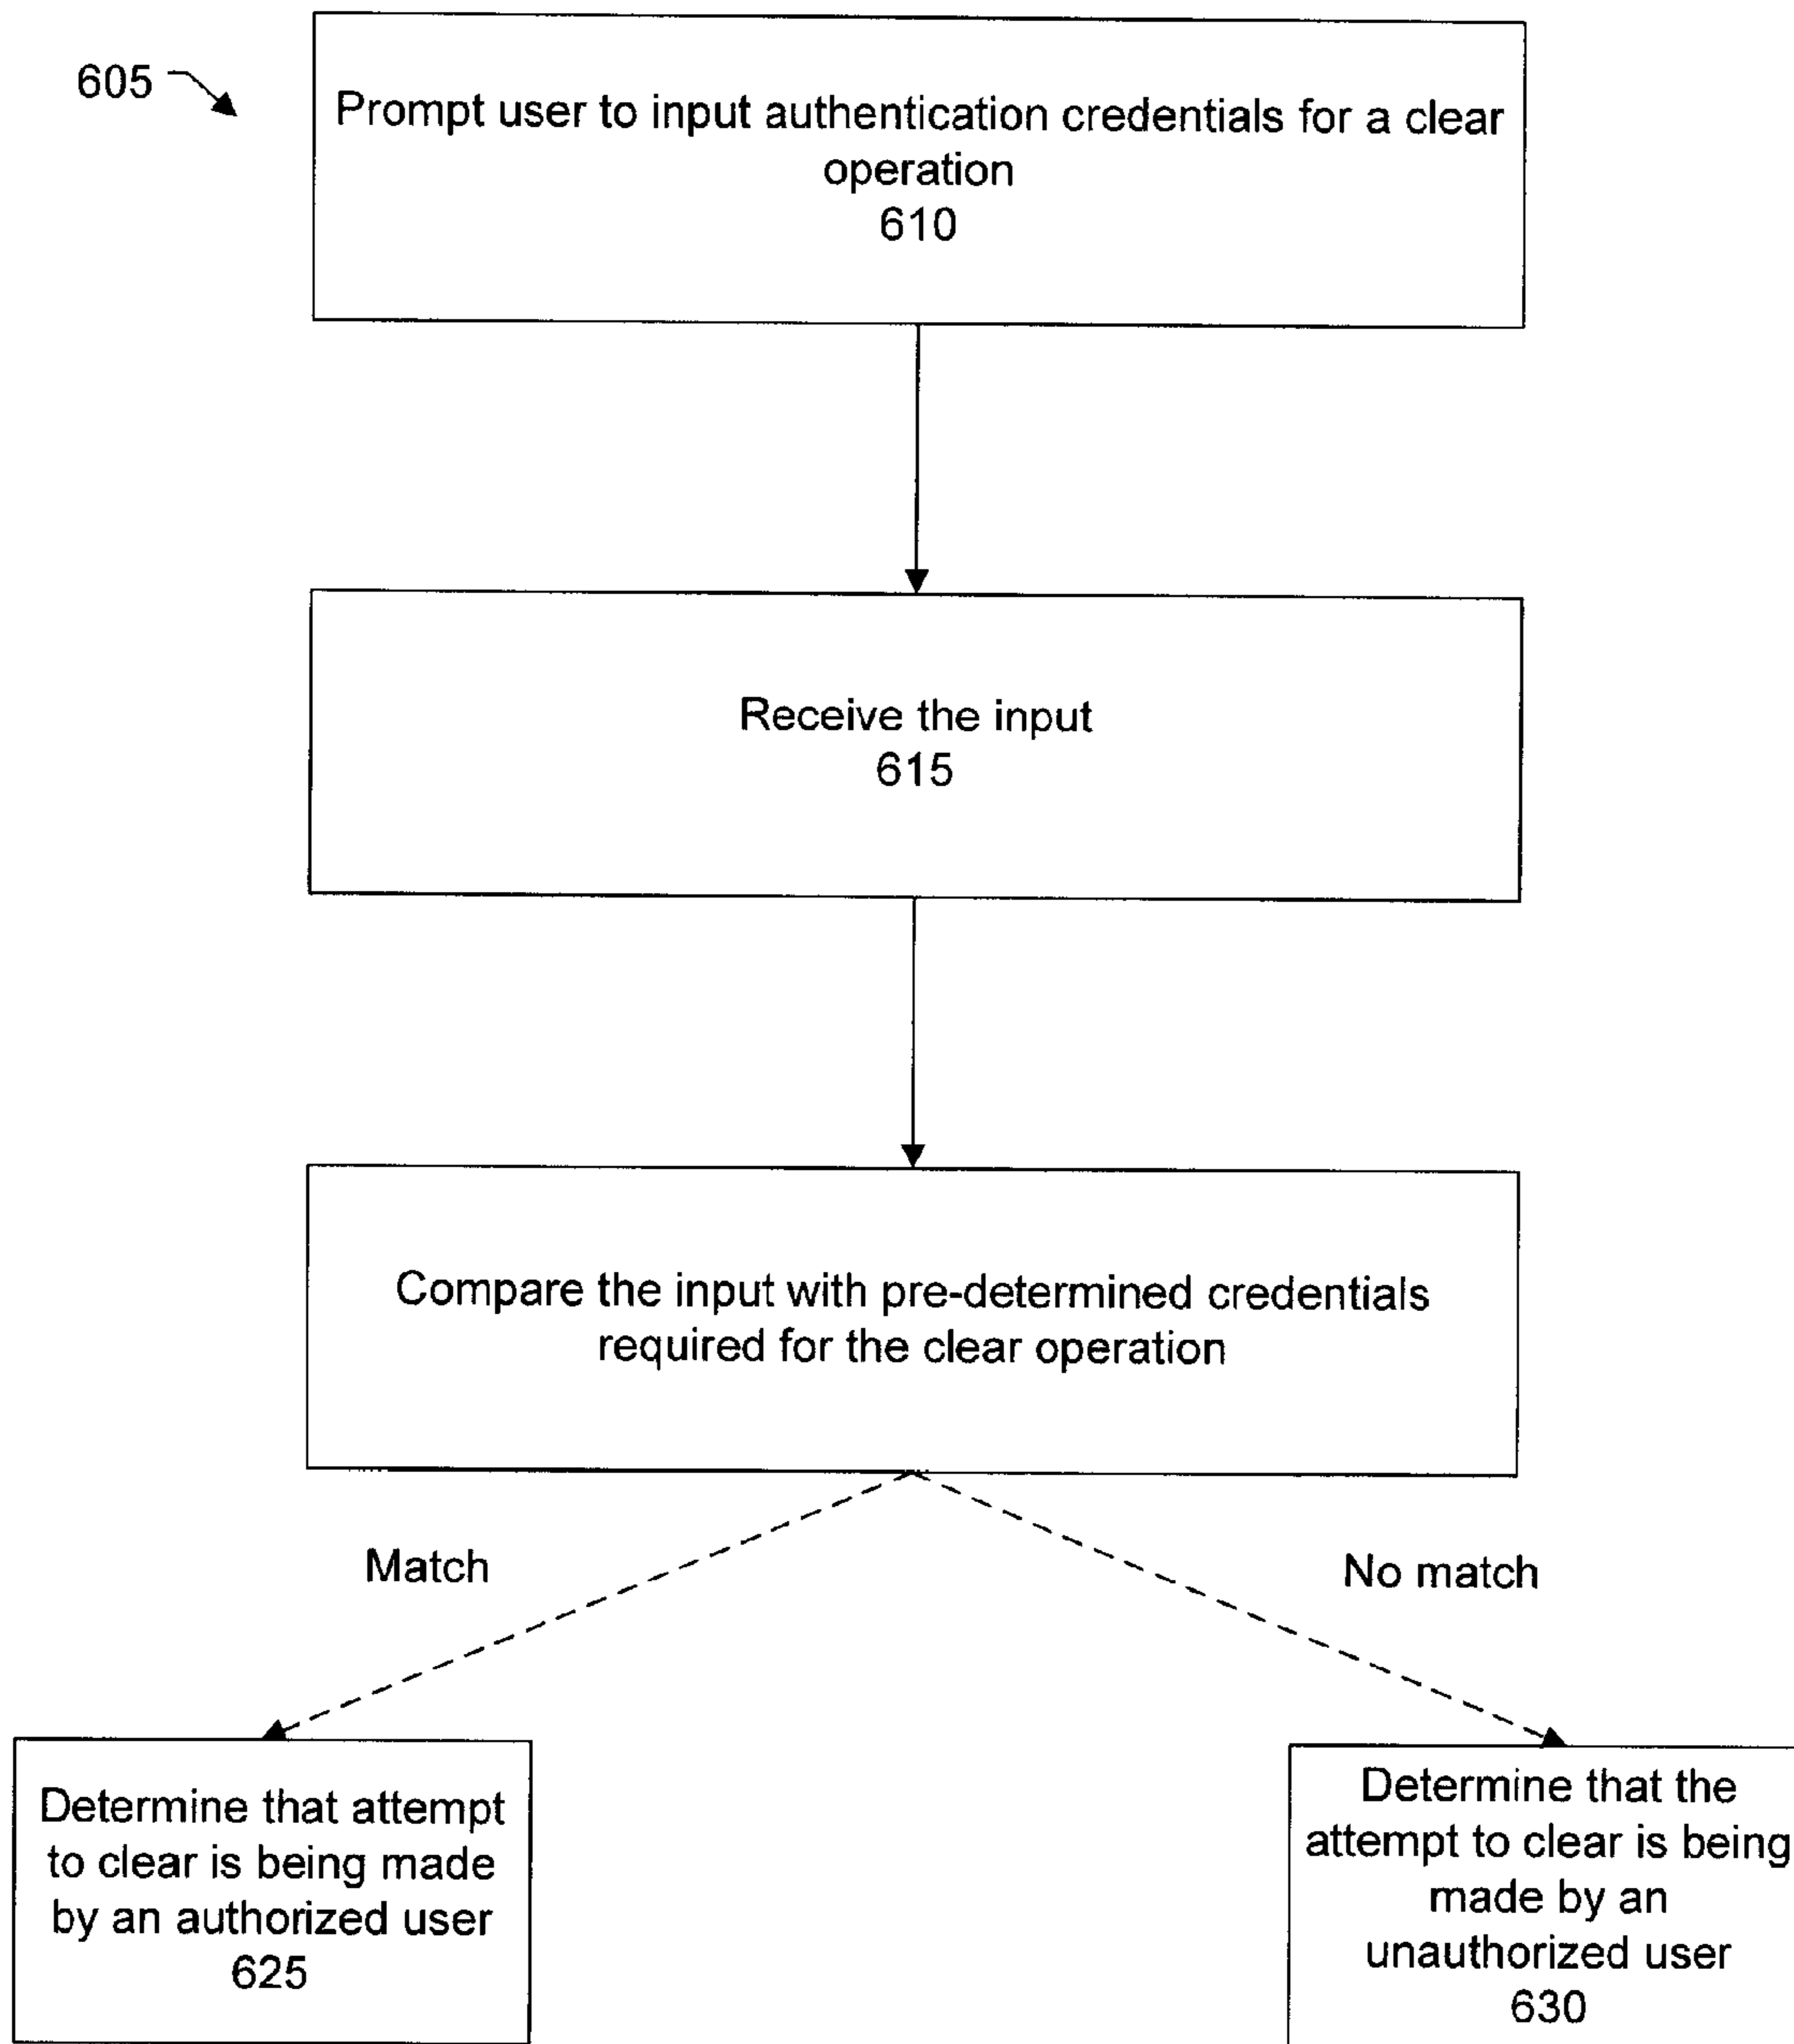 605
Prompt user to input authentication credentials for a clear
operation
610
Receive the input
615
Compare the input with pre-determined credentials
required for the clear operation
Match
No match
Determine that attempt
to clear is being made
by an authorized user
625
Determine that the
attempt to clear is being
made by an
unauthorized user
630